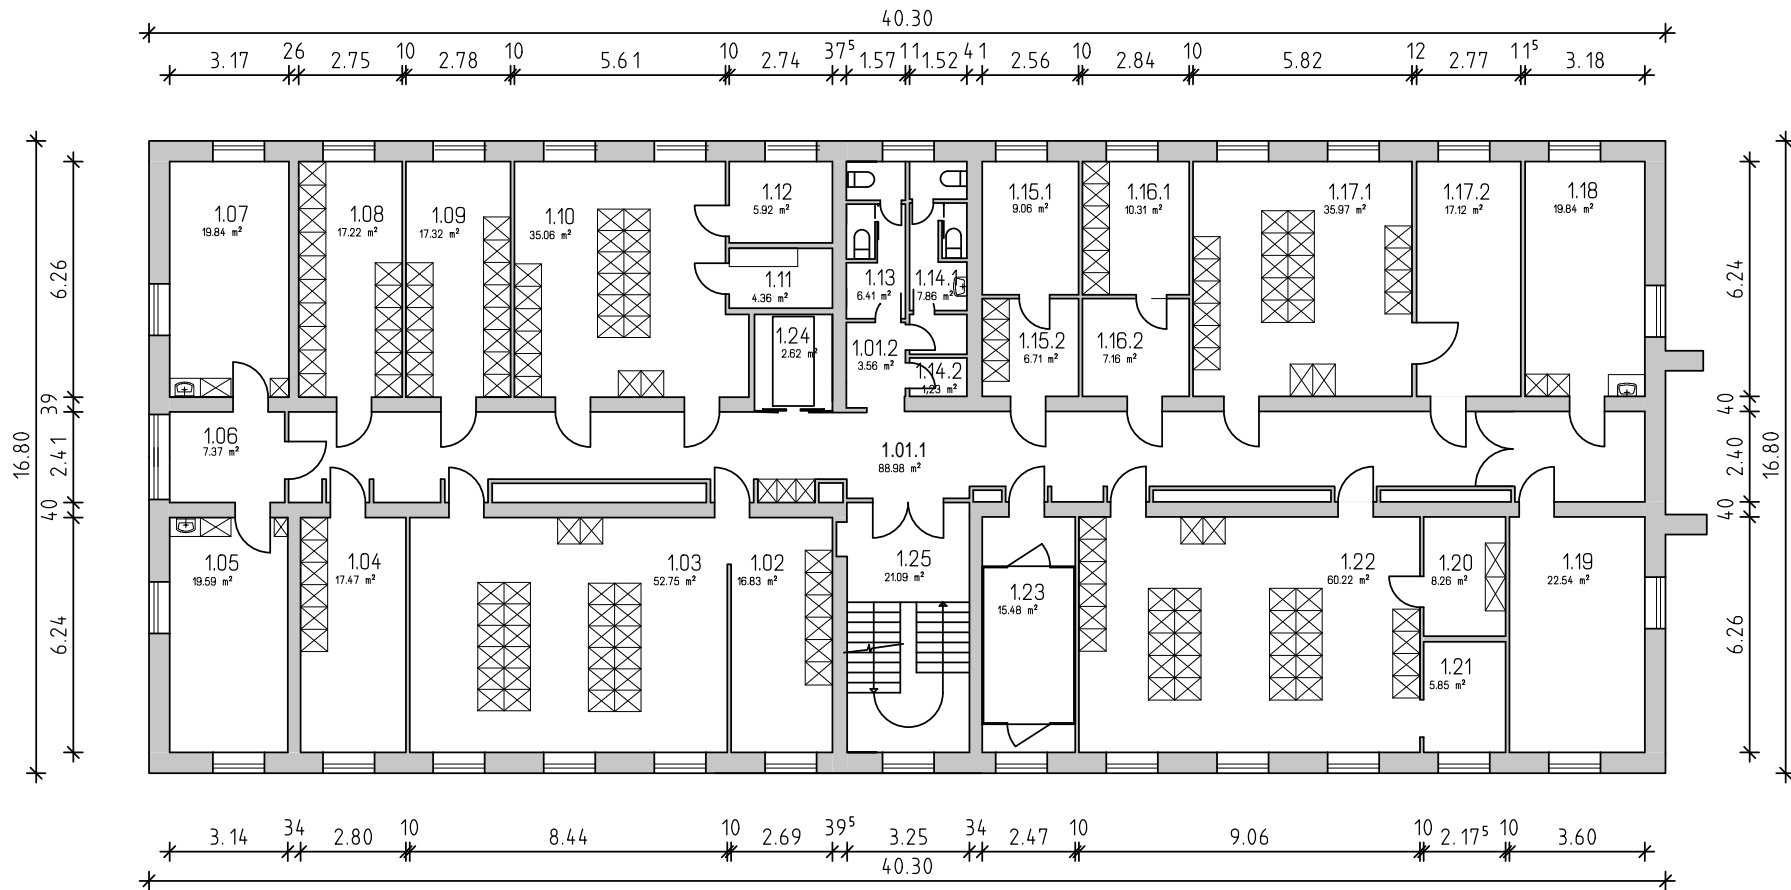 40.30
3.17 26 2.75 10 2.78 10 5.61 10 2.74 37⁵ 1.57 11 1.52 41 2.56 10 2.84 10 5.82 12 2.77 11⁵ 3.18
16.80
6.26
39
2.41
40
6.24
1.07
19.84 m²
1.08
17.22 m²
1.09
17.32 m²
1.10
35.06 m²
1.12
5.92 m²
1.11
4.36 m²
1.24
2.62 m²
1.13
6.41 m²
1.14.1
7.86 m²
1.01.2
3.56 m²
1.14.2
1,23 m²
1.15.1
9.06 m²
1.16.1
10.31 m²
1.17.1
35.97 m²
1.17.2
17.12 m²
1.18
19.84 m²
1.15.2
6.71 m²
1.16.2
7.16 m²
1.06
7.37 m²
1.01.1
88.98 m²
1.05
19.59 m²
1.04
17.47 m²
1.03
52.75 m²
1.02
16.83 m²
1.25
21.09 m²
1.23
15.48 m²
1.22
60.22 m²
1.20
8.26 m²
1.21
5.85 m²
1.19
22.54 m²
6.24
40
2.40
40
6.26
16.80
3.14 34 2.80 10 8.44 10 2.69 39⁵ 3.25 34 2.47 10 9.06 10 2.17⁵ 10 3.60
40.30